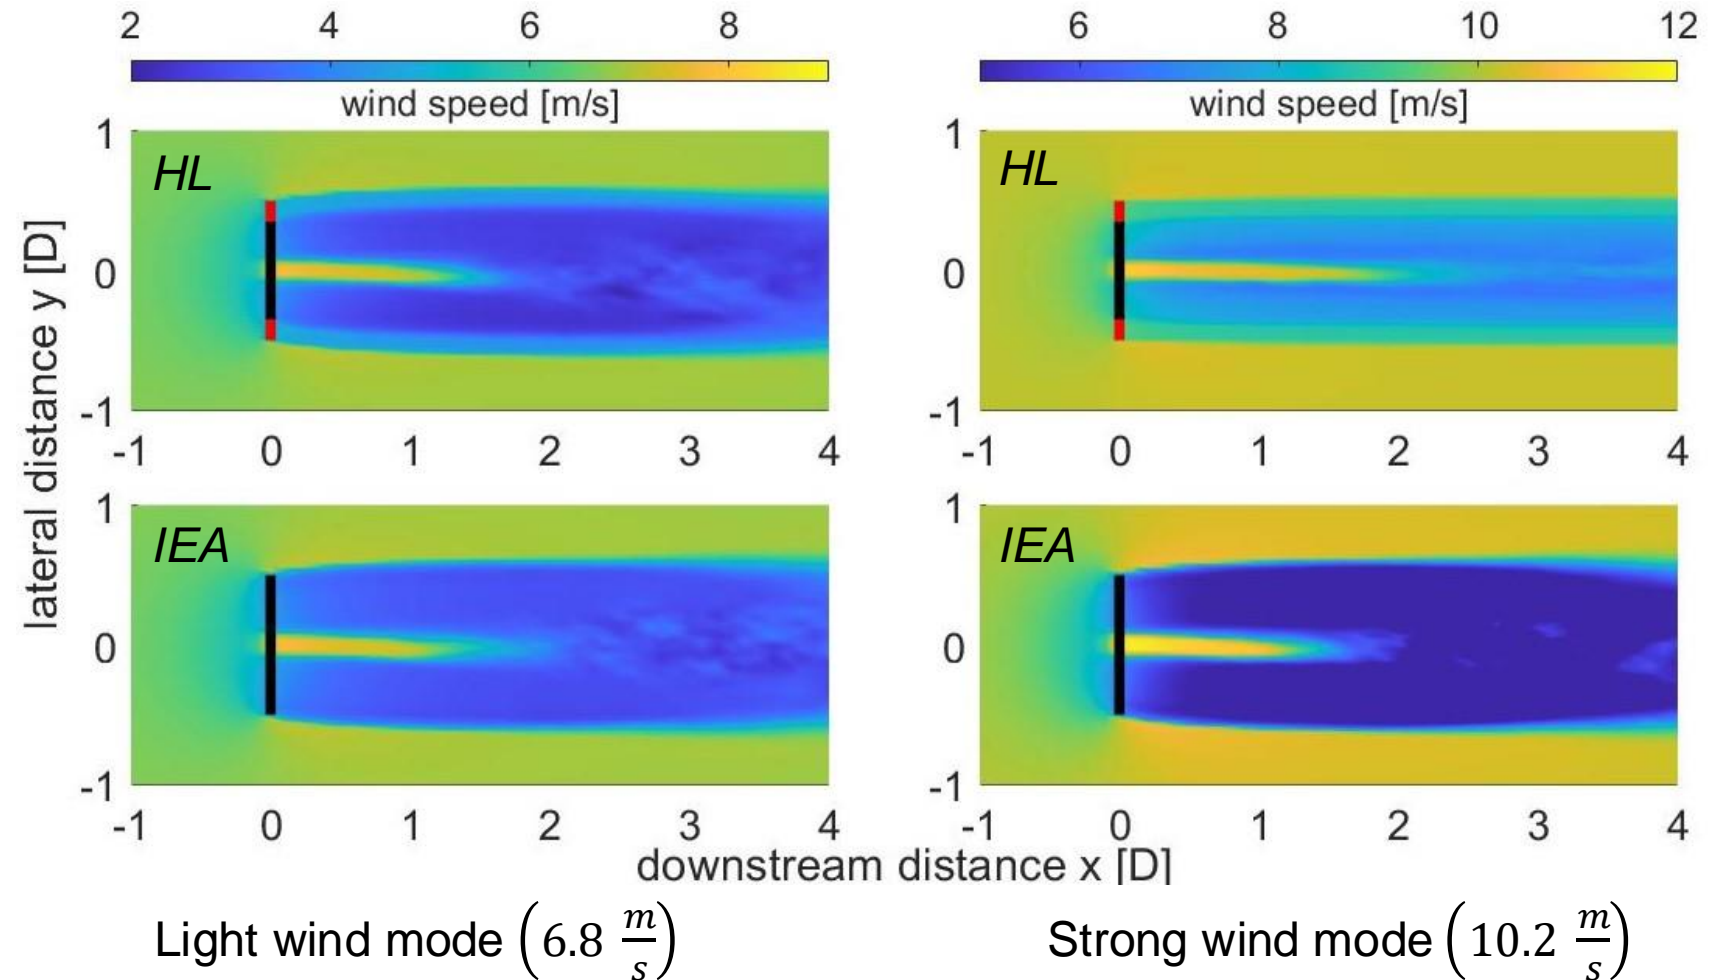 2 4 6 8
6 8 10 12
wind speed [m/s]
wind speed [m/s]
lateral distance y [D]
1
0
-1
HL
-1 0 1 2 3 4
1
0
-1
HL
-1 0 1 2 3 4
1
0
-1
IEA
-1 0 1 2 3 4
1
0
-1
IEA
-1 0 1 2 3 4
downstream distance x [D]
Light wind mode (6.8 m/s)
Strong wind mode (10.2 m/s)